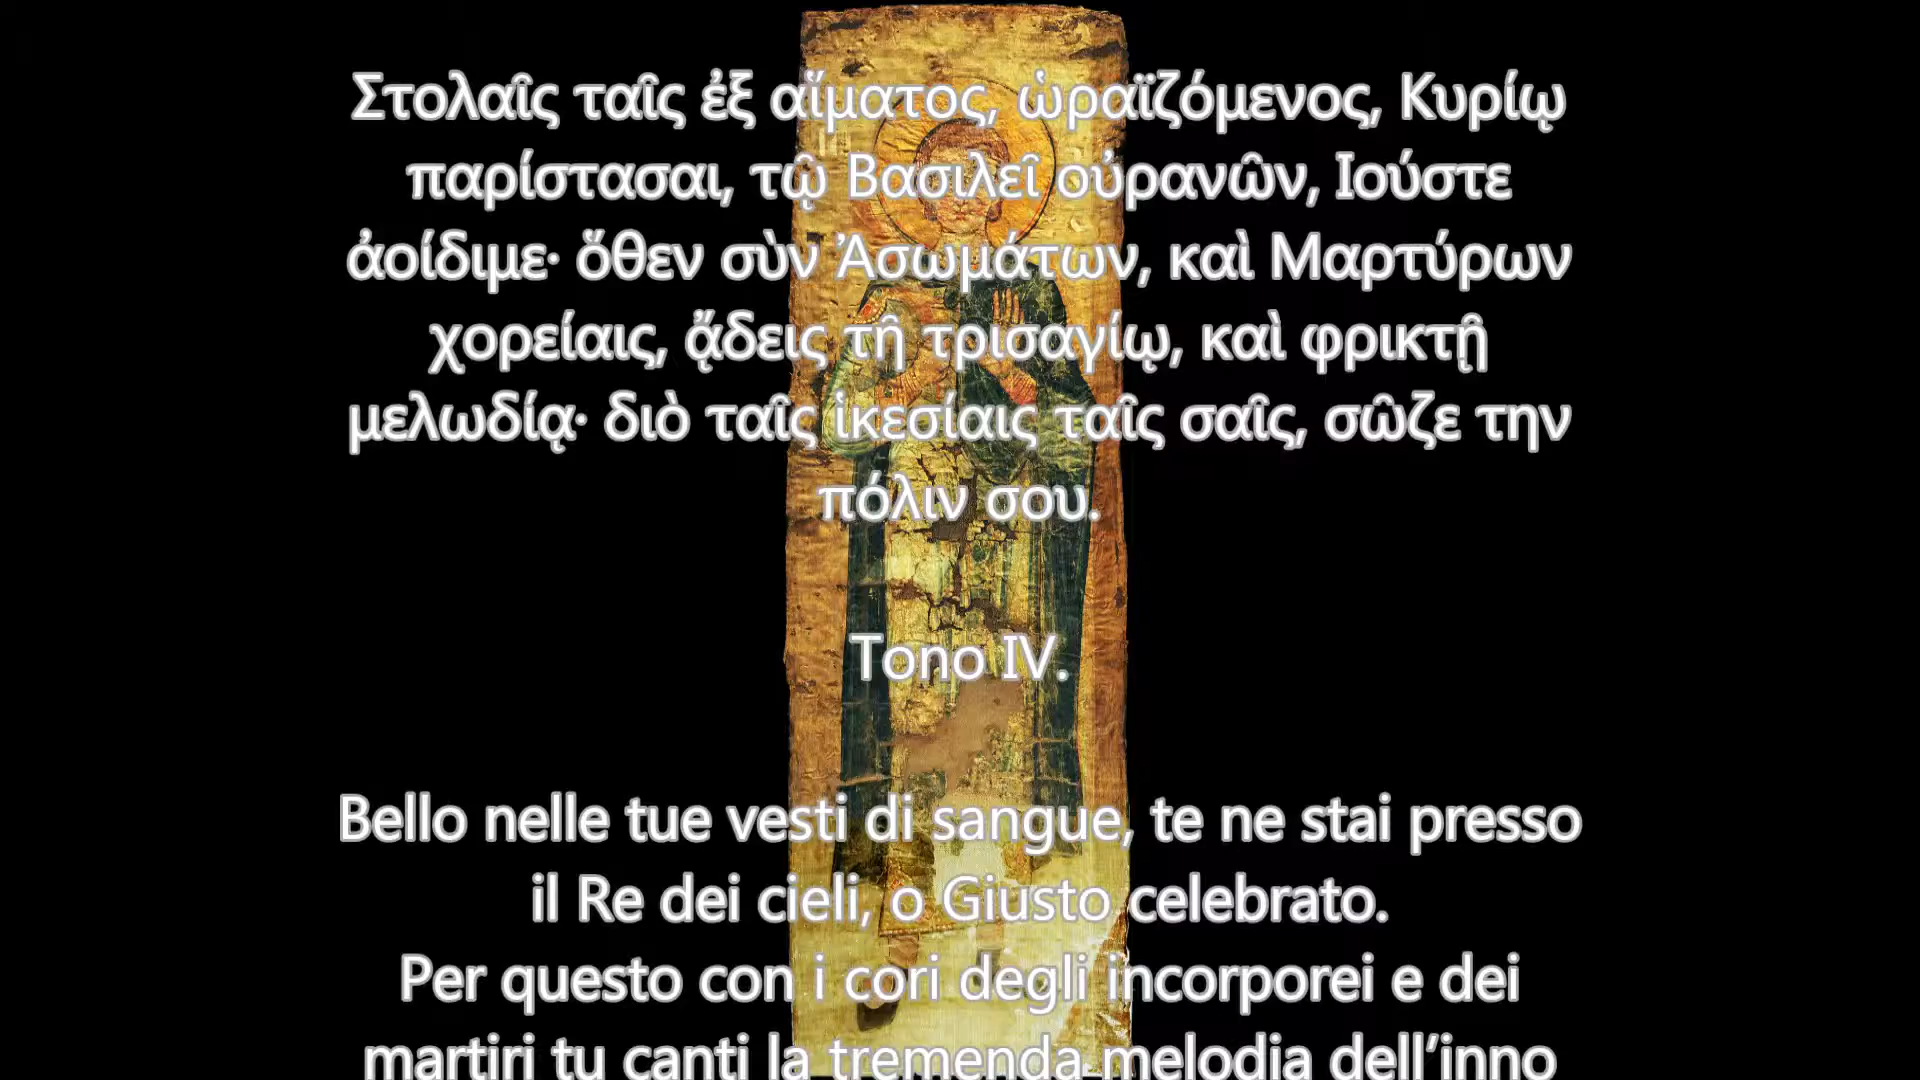 Στολαῖς ταῖς ἐξ αἵματος, ὡραϊζόμενος, Κυρίῳ
παρίστασαι, τῷ Βασιλεῖ οὐρανῶν, Ιούστε
ἀοίδιμε· ὅθεν σὺν Ἀσωμάτων, καὶ Μαρτύρων
χορείαις, ᾄδεις τῇ τρισαγίῳ, καὶ φρικτῇ
μελωδίᾳ· διὸ ταῖς ἱκεσίαις ταῖς σαῖς, σῶζε την
πόλιν σου.
Tono IV.
Bello nelle tue vesti di sangue, te ne stai presso
il Re dei cieli, o Giusto celebrato.
Per questo con i cori degli incorporei e dei
martiri tu canti la tremenda melodia dell’inno